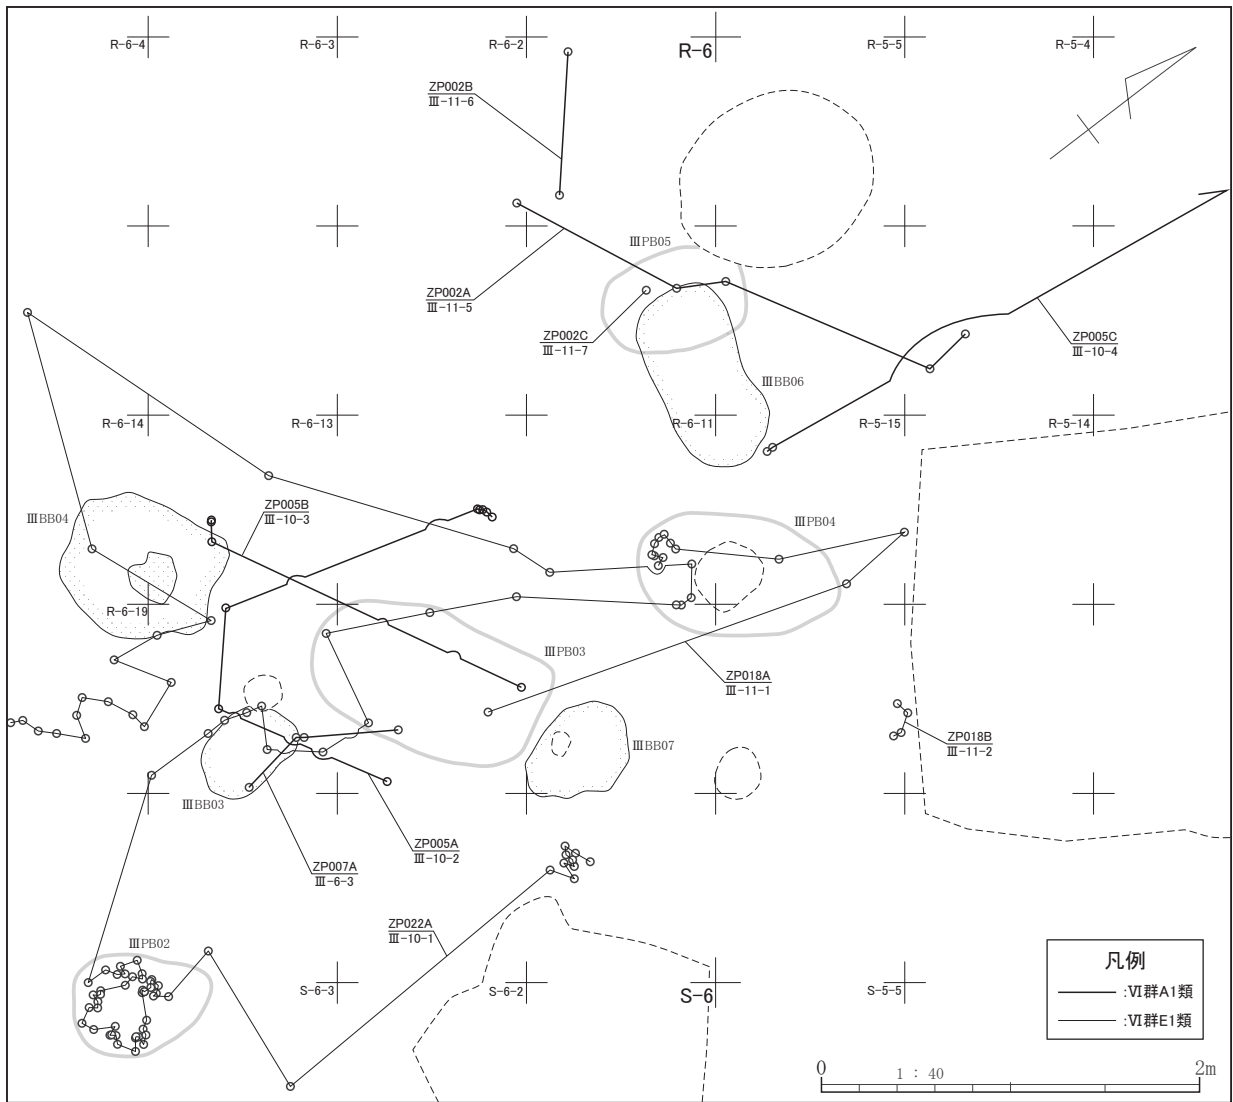 R-6-4
R-6-3
R-6-2
R-6
R-5-5
R-5-4
ZP002B
Ⅲ-11-6
ⅢPB05
ZP002A
Ⅲ-11-5
ZP002C
Ⅲ-11-7
ZP005C
Ⅲ-10-4
ⅢBB06
R-6-14
R-6-13
R-6-11
R-5-15
R-5-14
ⅢBB04
ZP005B
Ⅲ-10-3
ⅢPB04
R-6-19
ⅢPB03
ZP018A
Ⅲ-11-1
ZP018B
Ⅲ-11-2
ⅢBB07
ⅢBB03
ZP005A
Ⅲ-10-2
ZP007A
Ⅲ-6-3
ZP022A
Ⅲ-10-1
ⅢPB02
S-6-3
S-6-2
S-6
S-5-5
凡例
:Ⅵ群A1類
:Ⅵ群E1類
0 1 : 40 2m